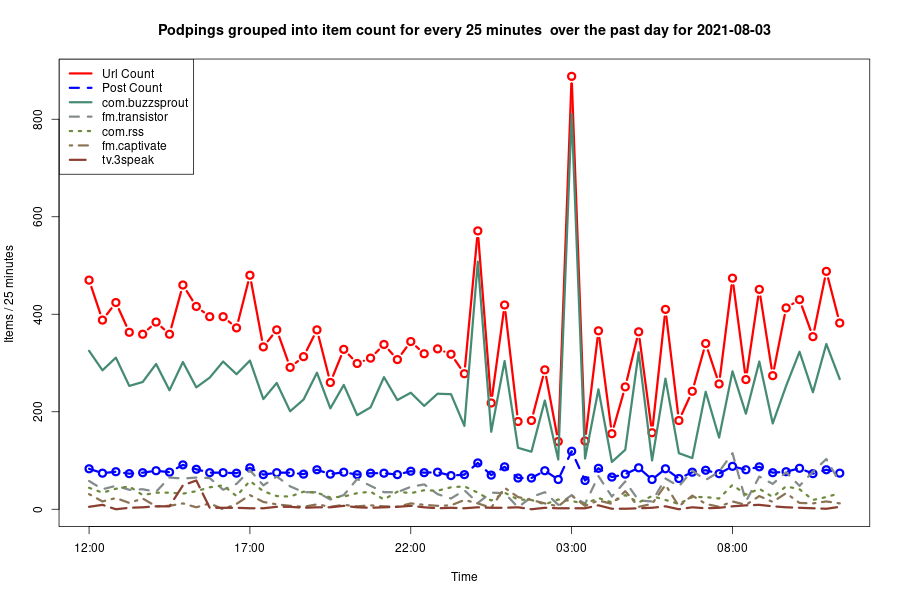 Podpings grouped into item count for every 25 minutes  over the past day for 2021-08-03
Url Count
Post Count
com.buzzsprout
fm.transistor
com.rss
fm.captivate
tv.3speak
Items / 25 minutes
800
600
400
200
0
12:00 17:00 22:00 03:00 08:00
Time